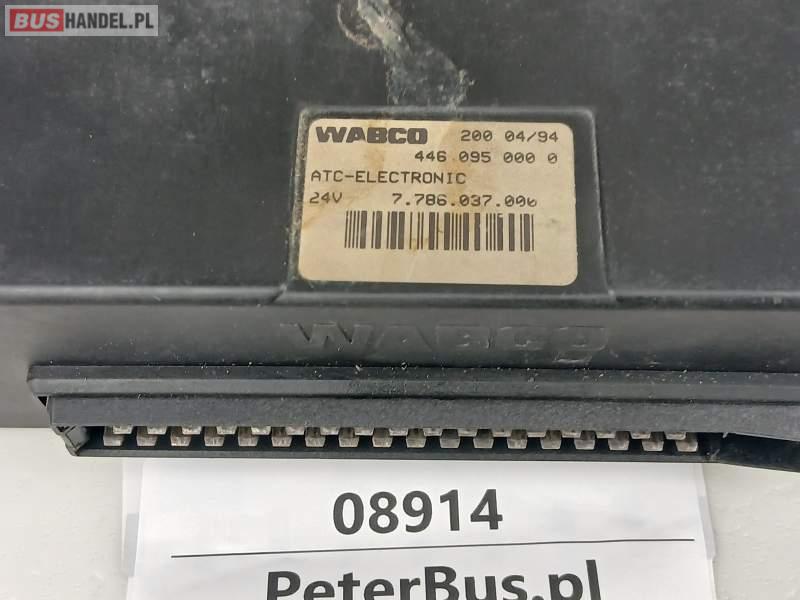 BUSHANDEL.PL
WABCO 200 04/94
446 095 000 0
ATC-ELECTRONIC
24V 7.786.037.006
WABCO
08914
PeterBus.pl